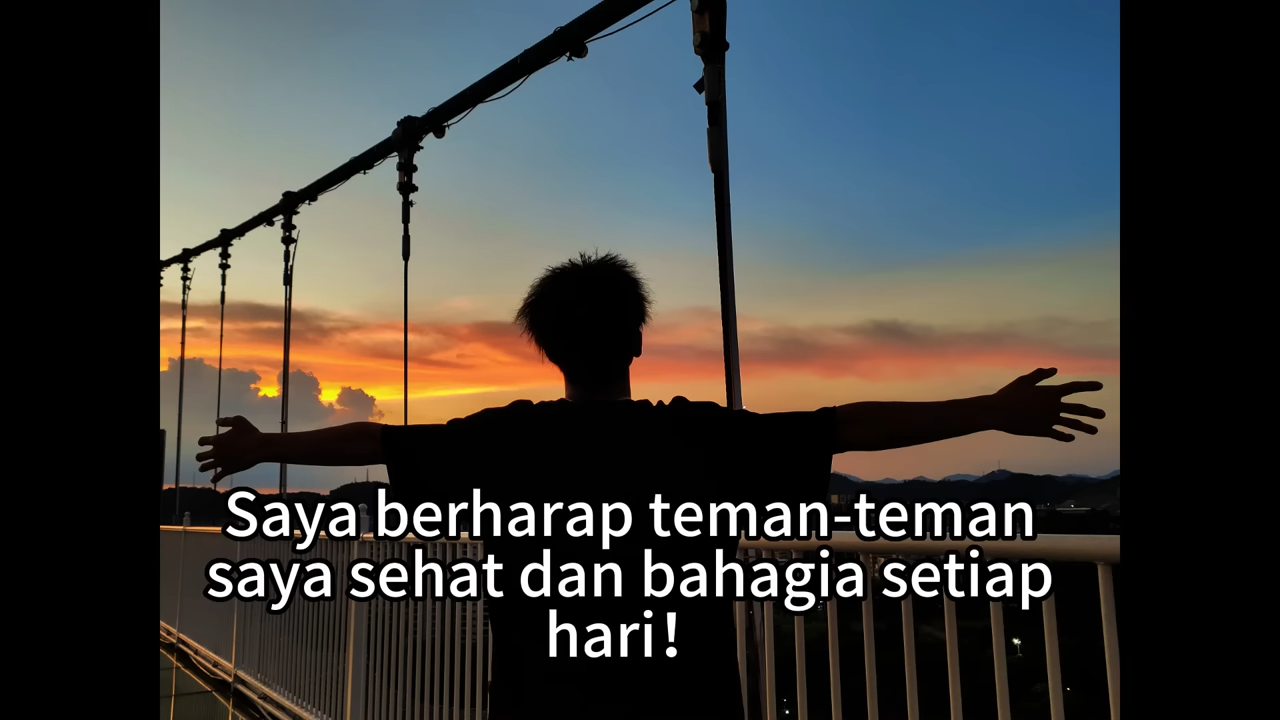 Saya berharap teman-teman
saya sehat dan bahagia setiap
hari!